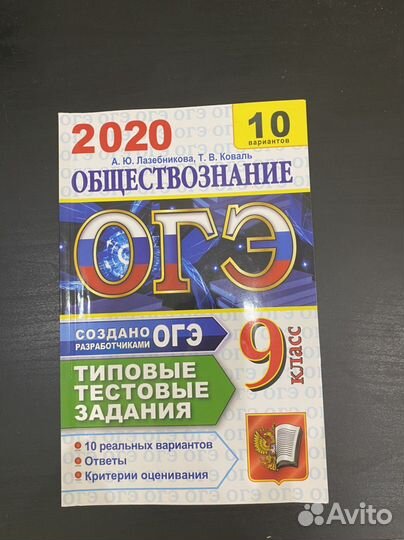 2020
10
вариантов
А. Ю. Лазебникова, Т. В. Коваль
ОБЩЕСТВОЗНАНИЕ
ОГЭ
СОЗДАНО
РАЗРАБОТЧИКАМИ ОГЭ
9 класс
ТИПОВЫЕ
ТЕСТОВЫЕ
ЗАДАНИЯ
• 10 реальных вариантов
• Ответы
• Критерии оценивания
Avito